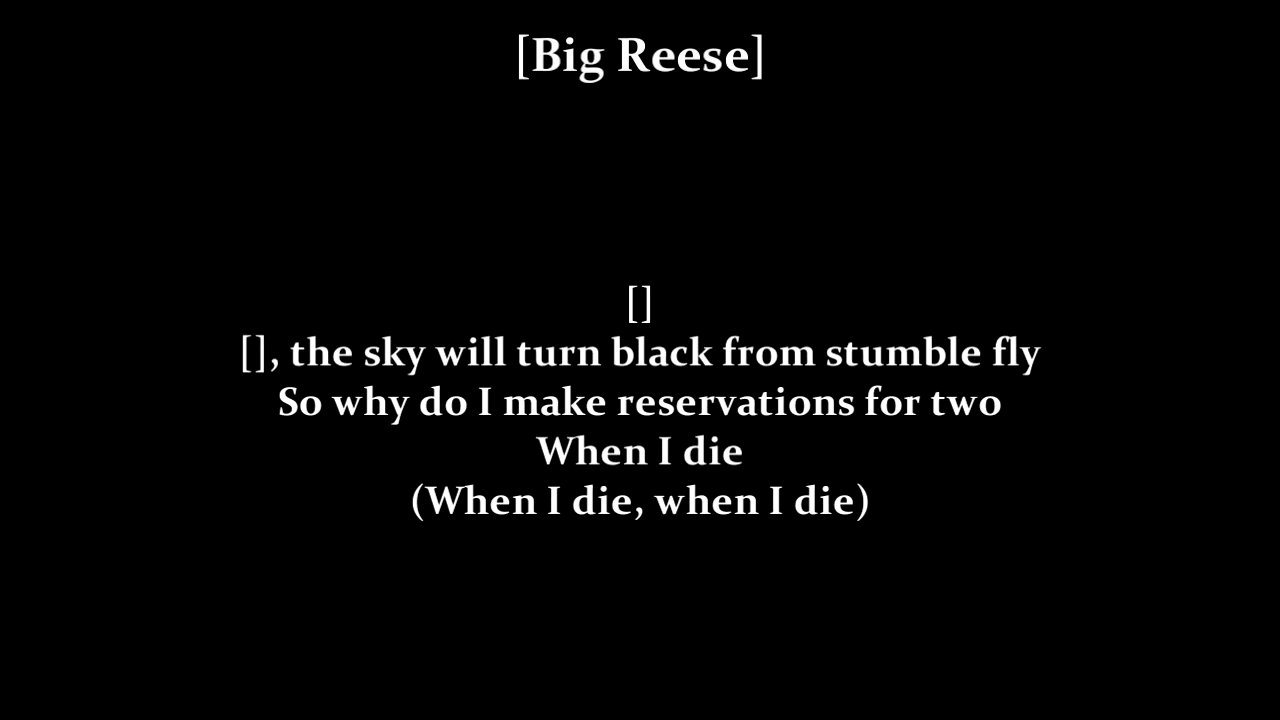 [Big Reese]
[]
[], the sky will turn black from stumble fly
So why do I make reservations for two
When I die
(When I die, when I die)